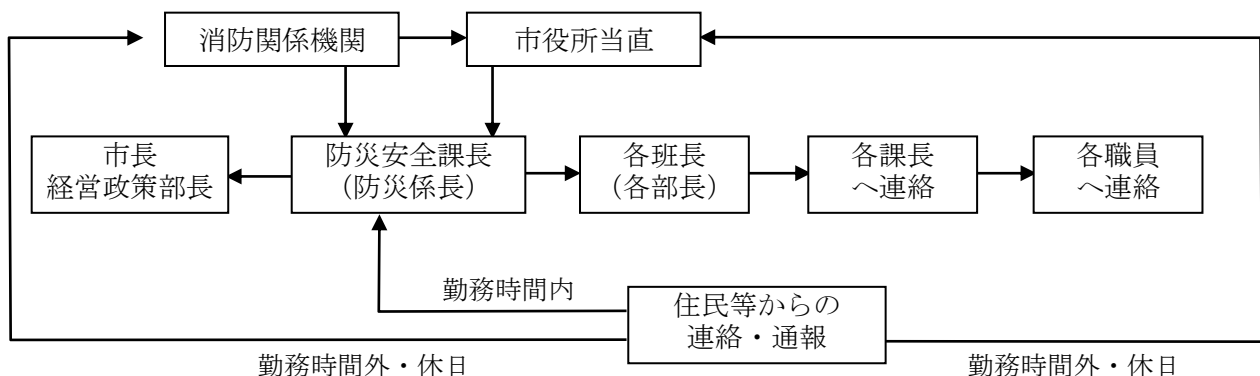 消防関係機関
市役所当直
市長
経営政策部長
防災安全課長
（防災係長）
各班長
（各部長）
各課長
へ連絡
各職員
へ連絡
勤務時間内
住民等からの
連絡・通報
勤務時間外・休日
勤務時間外・休日